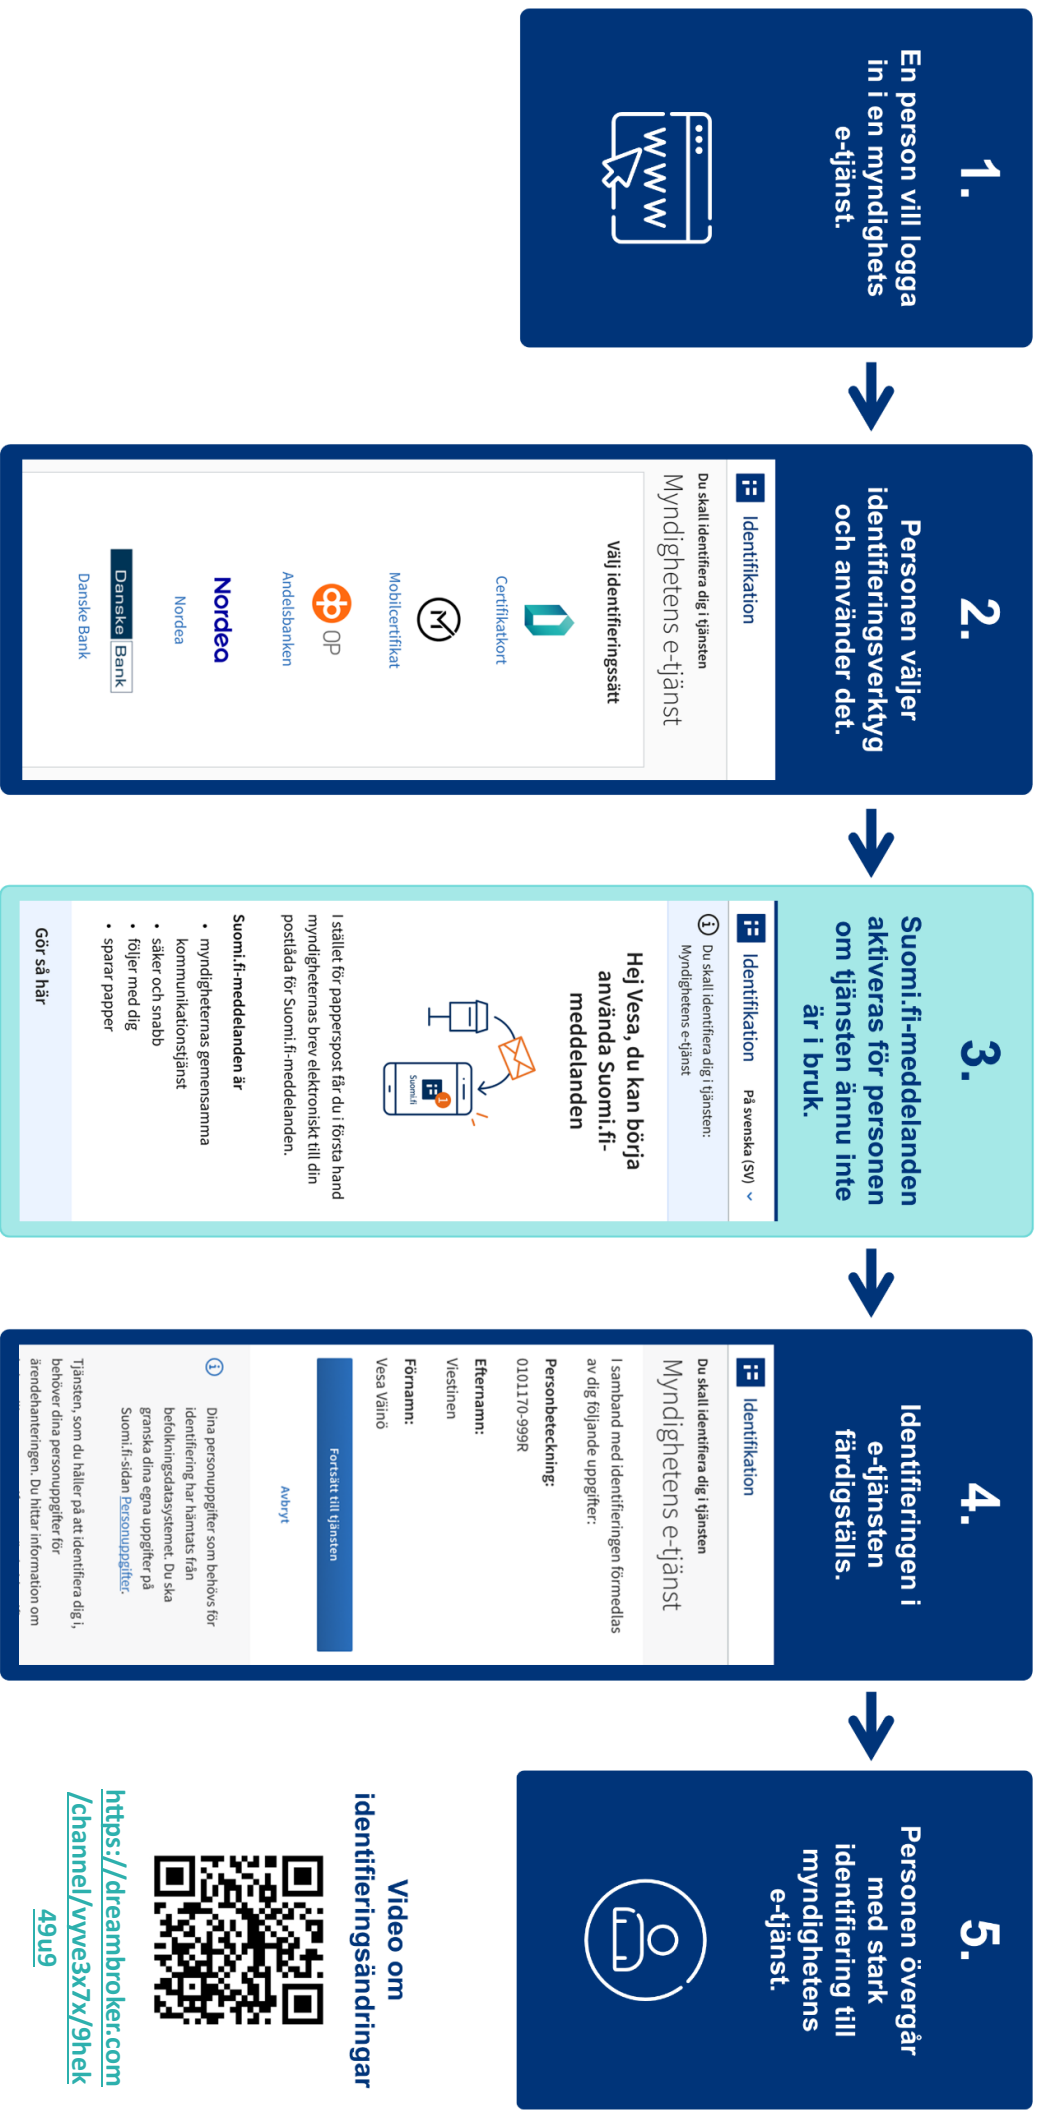 1.
En person vill logga
in i en myndighets
e-tjänst.
WWW
2.
Personen väljer
identifieringsverktyg
och använder det.
Identifikation
Du skall identifiera dig i tjänsten
Myndighetens e-tjänst
Välj identifieringssätt
Certifikatkort
Mobilcertifikat
OP
Andelsbanken
Nordea
Nordea
Danske Bank
Danske Bank
3.
Suomi.fi-meddelanden
aktiveras för personen
om tjänsten ännu inte
är i bruk.
Identifikation På svenska (SV)
Du skall identifiera dig i tjänsten:
Myndighetens e-tjänst
Hej Vesa, du kan börja
använda Suomi.fi-
meddelanden
1
Suomi.fi
I stället för papperspost får du i första hand
myndigheternas brev elektroniskt till din
postlåda för Suomi.fi-meddelanden.
Suomi.fi-meddelanden är
• myndigheternas gemensamma
kommunikationstjänst
• säker och snabb
• följer med dig
• sparar papper
Gör så här
4.
Identifieringen i
e-tjänsten
färdigställs.
Identifikation
Du skall identifiera dig i tjänsten
Myndighetens e-tjänst
I samband med identifieringen förmedlas
av dig följande uppgifter:
Personbeteckning:
0101170-999R
Efternamn:
Viestinen
Förnamn:
Vesa Väinö
Fortsätt till tjänsten
Avbryt
Dina personuppgifter som behövs för
identifiering har hämtats från
befolkningsdatasystemet. Du ska
granska dina egna uppgifter på
Suomi.fi-sidan Personuppgifter.
Tjänsten, som du håller på att identifiera dig i,
behöver dina personuppgifter för
ärendehanteringen. Du hittar information om
5.
Personen övergår
med stark
identifiering till
myndighetens
e-tjänst.
Video om
identifieringsändringar
https://dreambroker.com
/channel/vyve3x7x/9hek
49u9